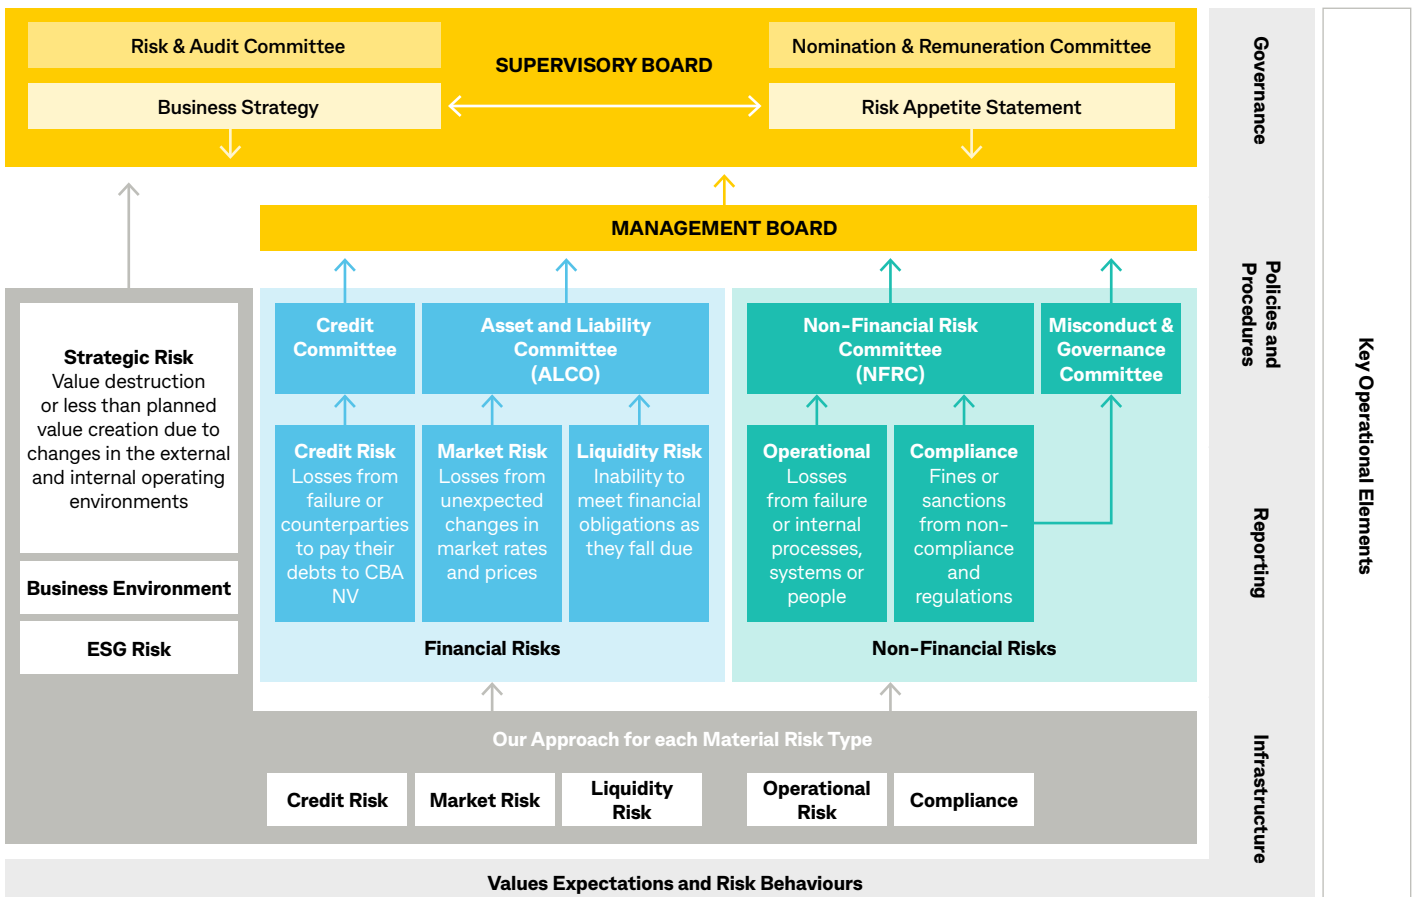 Risk & Audit Committee
Nomination & Remuneration Committee
SUPERVISORY BOARD
Business Strategy
Risk Appetite Statement
MANAGEMENT BOARD
Strategic Risk
Value destruction
or less than planned
value creation due to
changes in the external
and internal operating
environments
Business Environment
ESG Risk
Credit
Committee
Asset and Liability
Committee
(ALCO)
Non-Financial Risk
Committee
(NFRC)
Misconduct &
Governance
Committee
Credit Risk
Losses from
failure or
counterparties
to pay their
debts to CBA
NV
Market Risk
Losses from
unexpected
changes in
market rates
and prices
Liquidity Risk
Inability to
meet financial
obligations as
they fall due
Operational
Losses
from failure
or internal
processes,
systems or
people
Compliance
Fines or
sanctions
from non-
compliance
and
regulations
Financial Risks
Non-Financial Risks
Our Approach for each Material Risk Type
Credit Risk
Market Risk
Liquidity
Risk
Operational
Risk
Compliance
Values Expectations and Risk Behaviours
Governance
Policies and
Procedures
Reporting
Infrastructure
Key Operational Elements